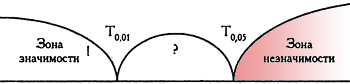 Зона
значимости
!
T0,01
?
T0,05
Зона
незначимости